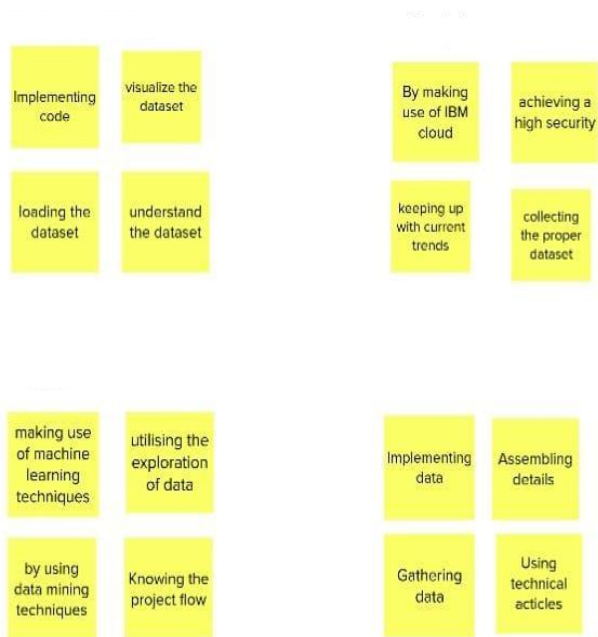 Implementing
code
visualize the
dataset
loading the
dataset
understand
the dataset
By making
use of IBM
cloud
achieving a
high security
keeping up
with current
trends
collecting
the proper
dataset
making use
of machine
learning
techniques
utilising the
exploration
of data
by using
data mining
techniques
Knowing the
project flow
Implementing
data
Assembling
details
Gathering
data
Using
technical
acticles